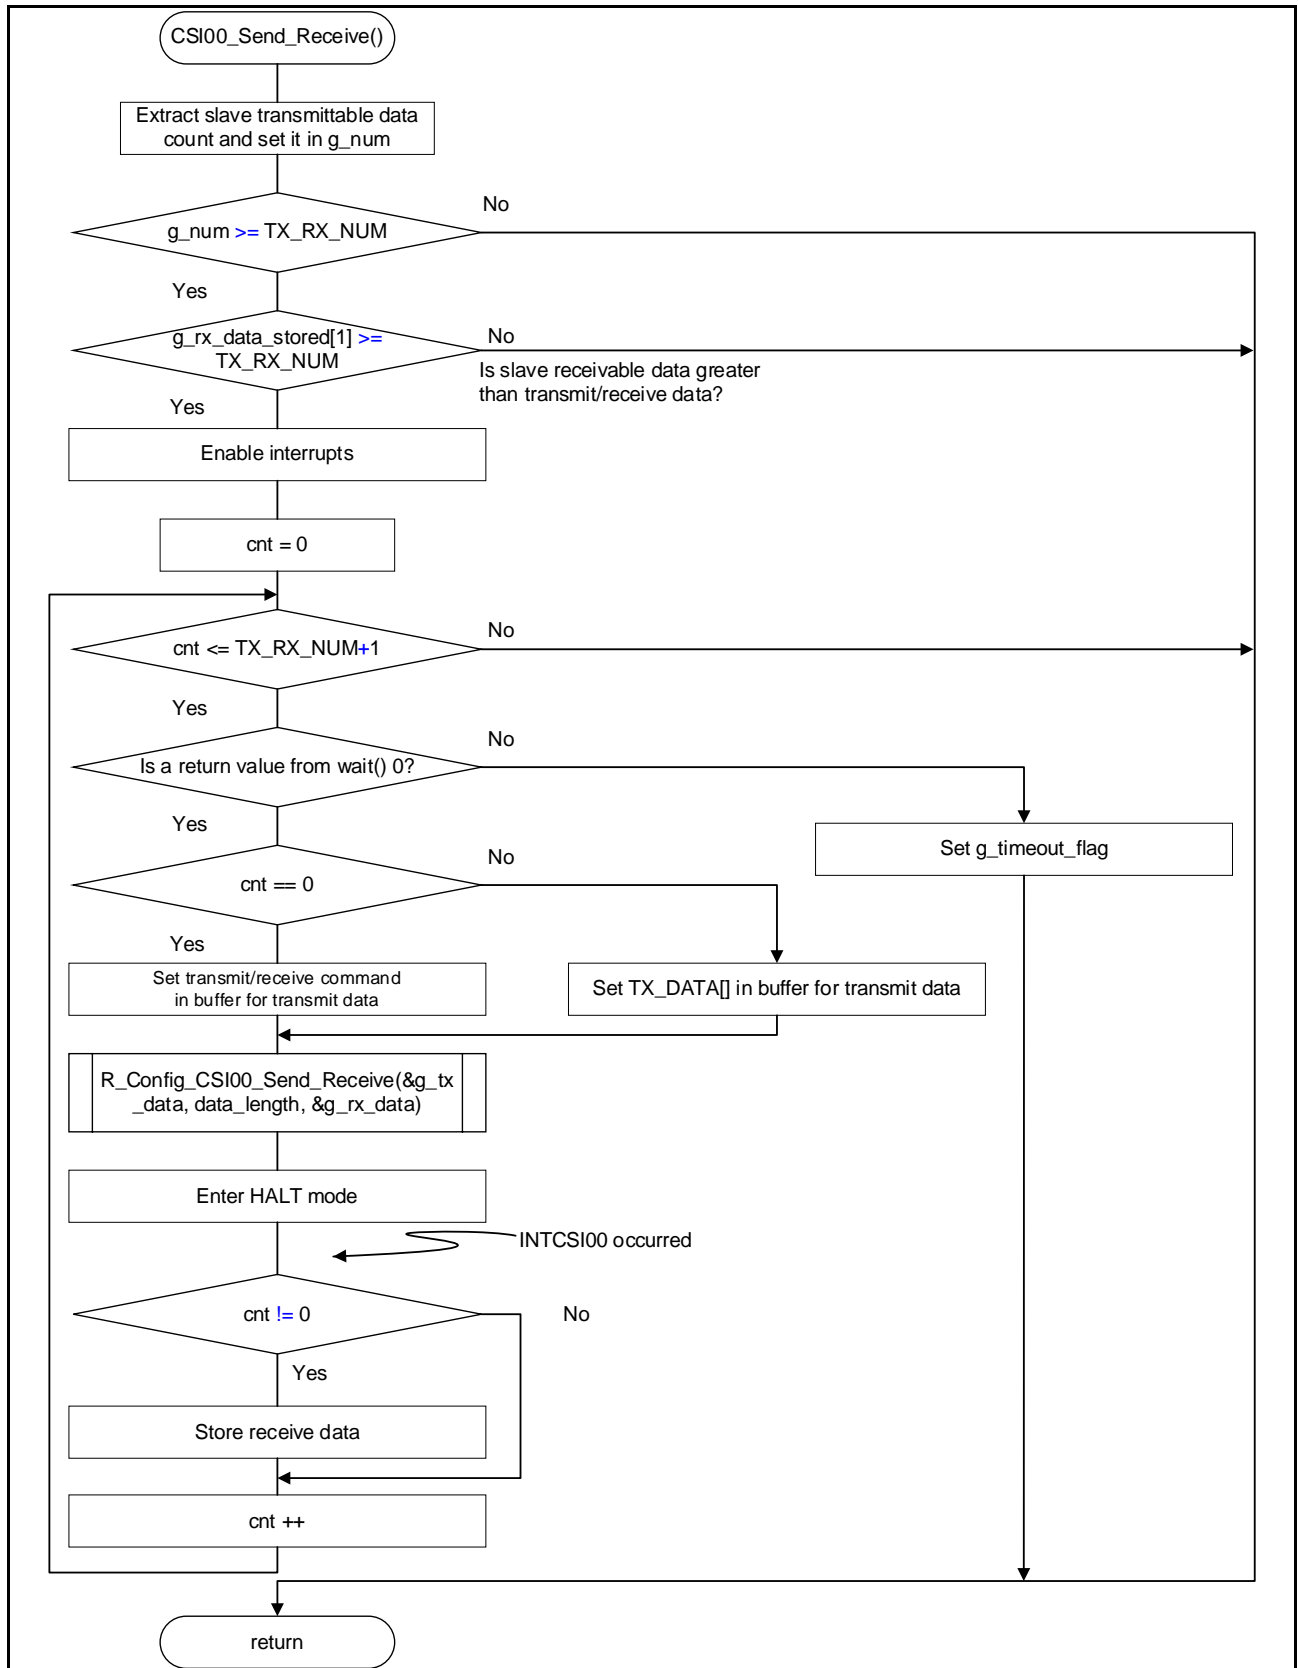 CSI00_Send_Receive()
Extract slave transmittable data
count and set it in g_num
No
g_num >= TX_RX_NUM
Yes
g_rx_data_stored[1] >=
TX_RX_NUM
No
Is slave receivable data greater
than transmit/receive data?
Yes
Enable interrupts
cnt = 0
No
cnt <= TX_RX_NUM+1
Yes
No
Is a return value from wait() 0?
Yes
Set g_timeout_flag
No
cnt == 0
Yes
Set transmit/receive command
in buffer for transmit data
Set TX_DATA[] in buffer for transmit data
R_Config_CSI00_Send_Receive(&g_tx
_data, data_length, &g_rx_data)
Enter HALT mode
INTCSI00 occurred
cnt != 0
No
Yes
Store receive data
cnt ++
return